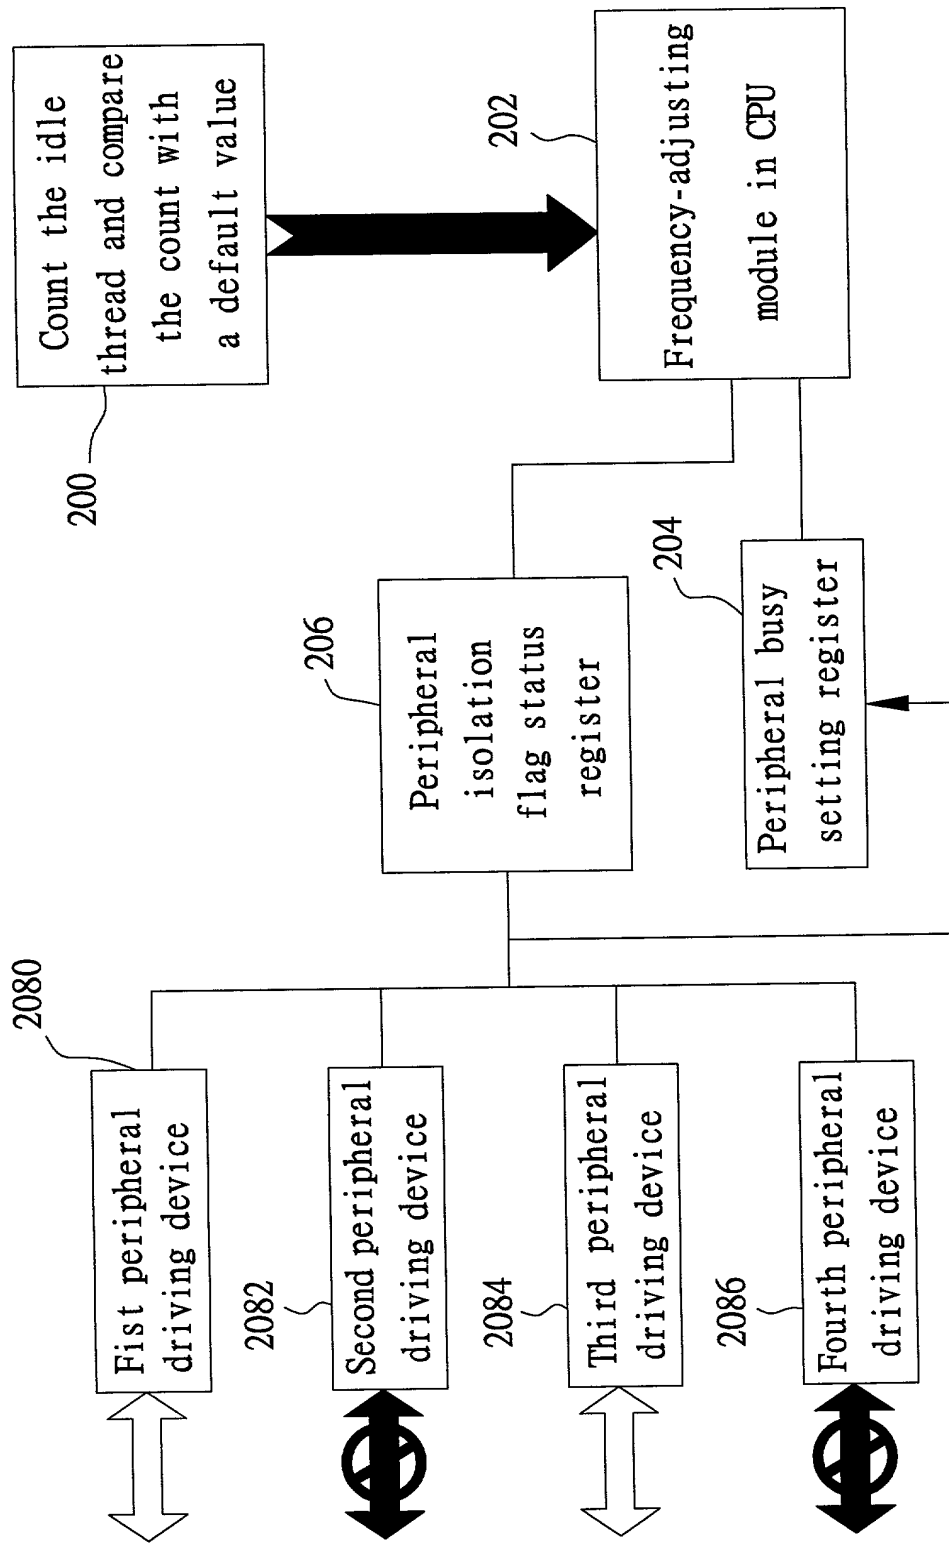 Count the idle
thread and compare
the count with
a default value
200
202
Frequency-adjusting
module in CPU
206
Peripheral
isolation
flag status
register
204
Peripheral busy
setting register
2080
Fist peripheral
driving device
2082
Second peripheral
driving device
2084
Third peripheral
driving device
2086
Fourth peripheral
driving device